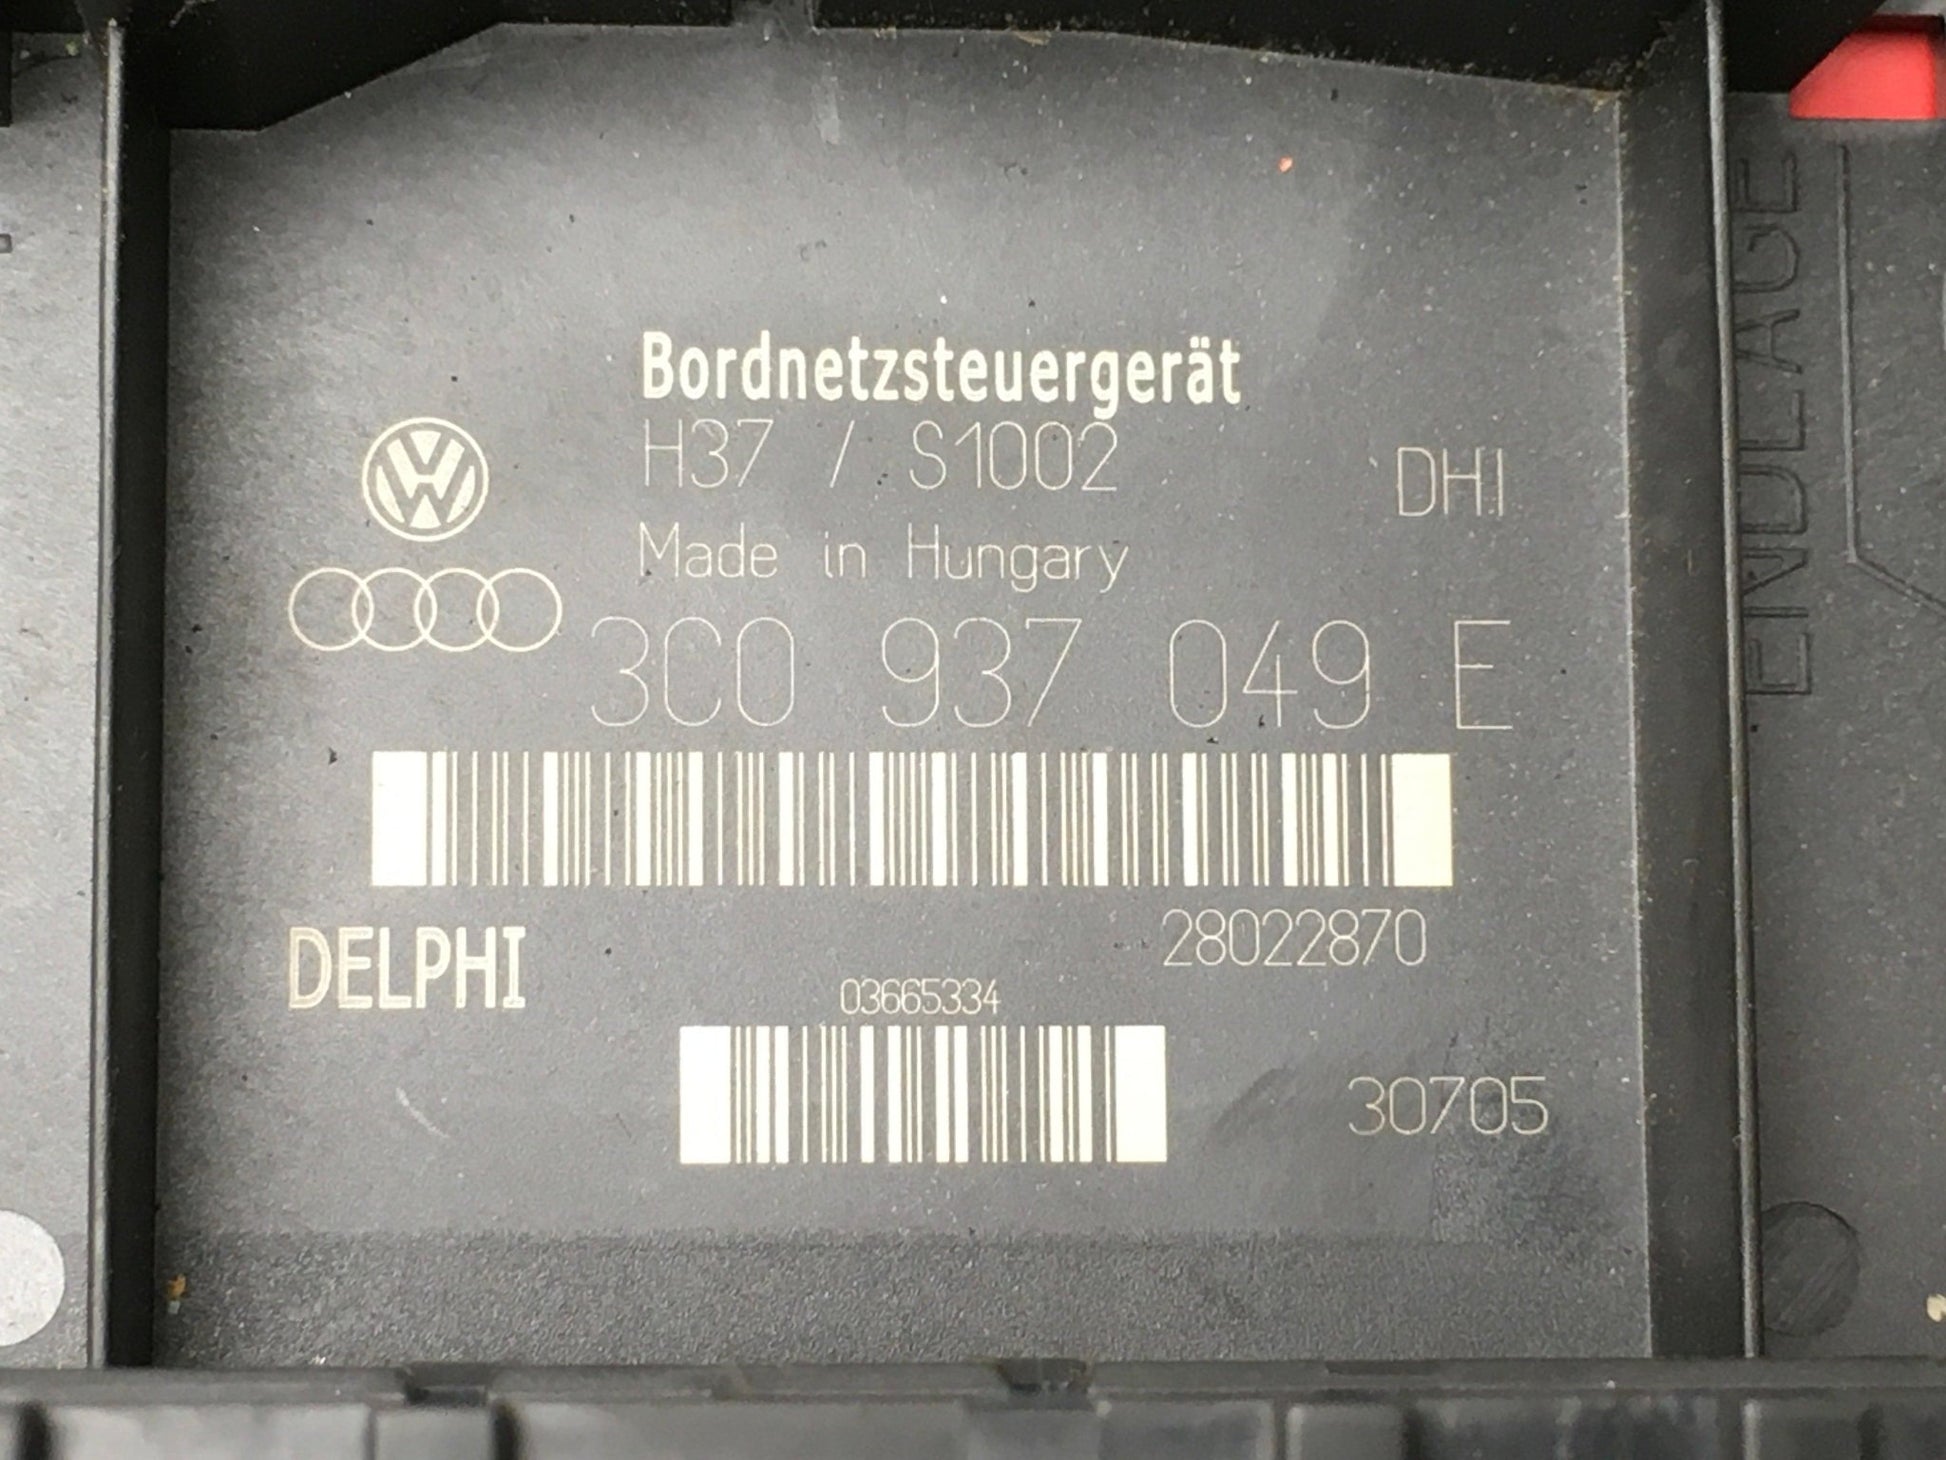 Bordnetzsteuergerät
H37 / S1002
DHI
Made in Hungary
3C0 937 049 E
DELPHI
28022870
03665334
30705
ENDLAGE